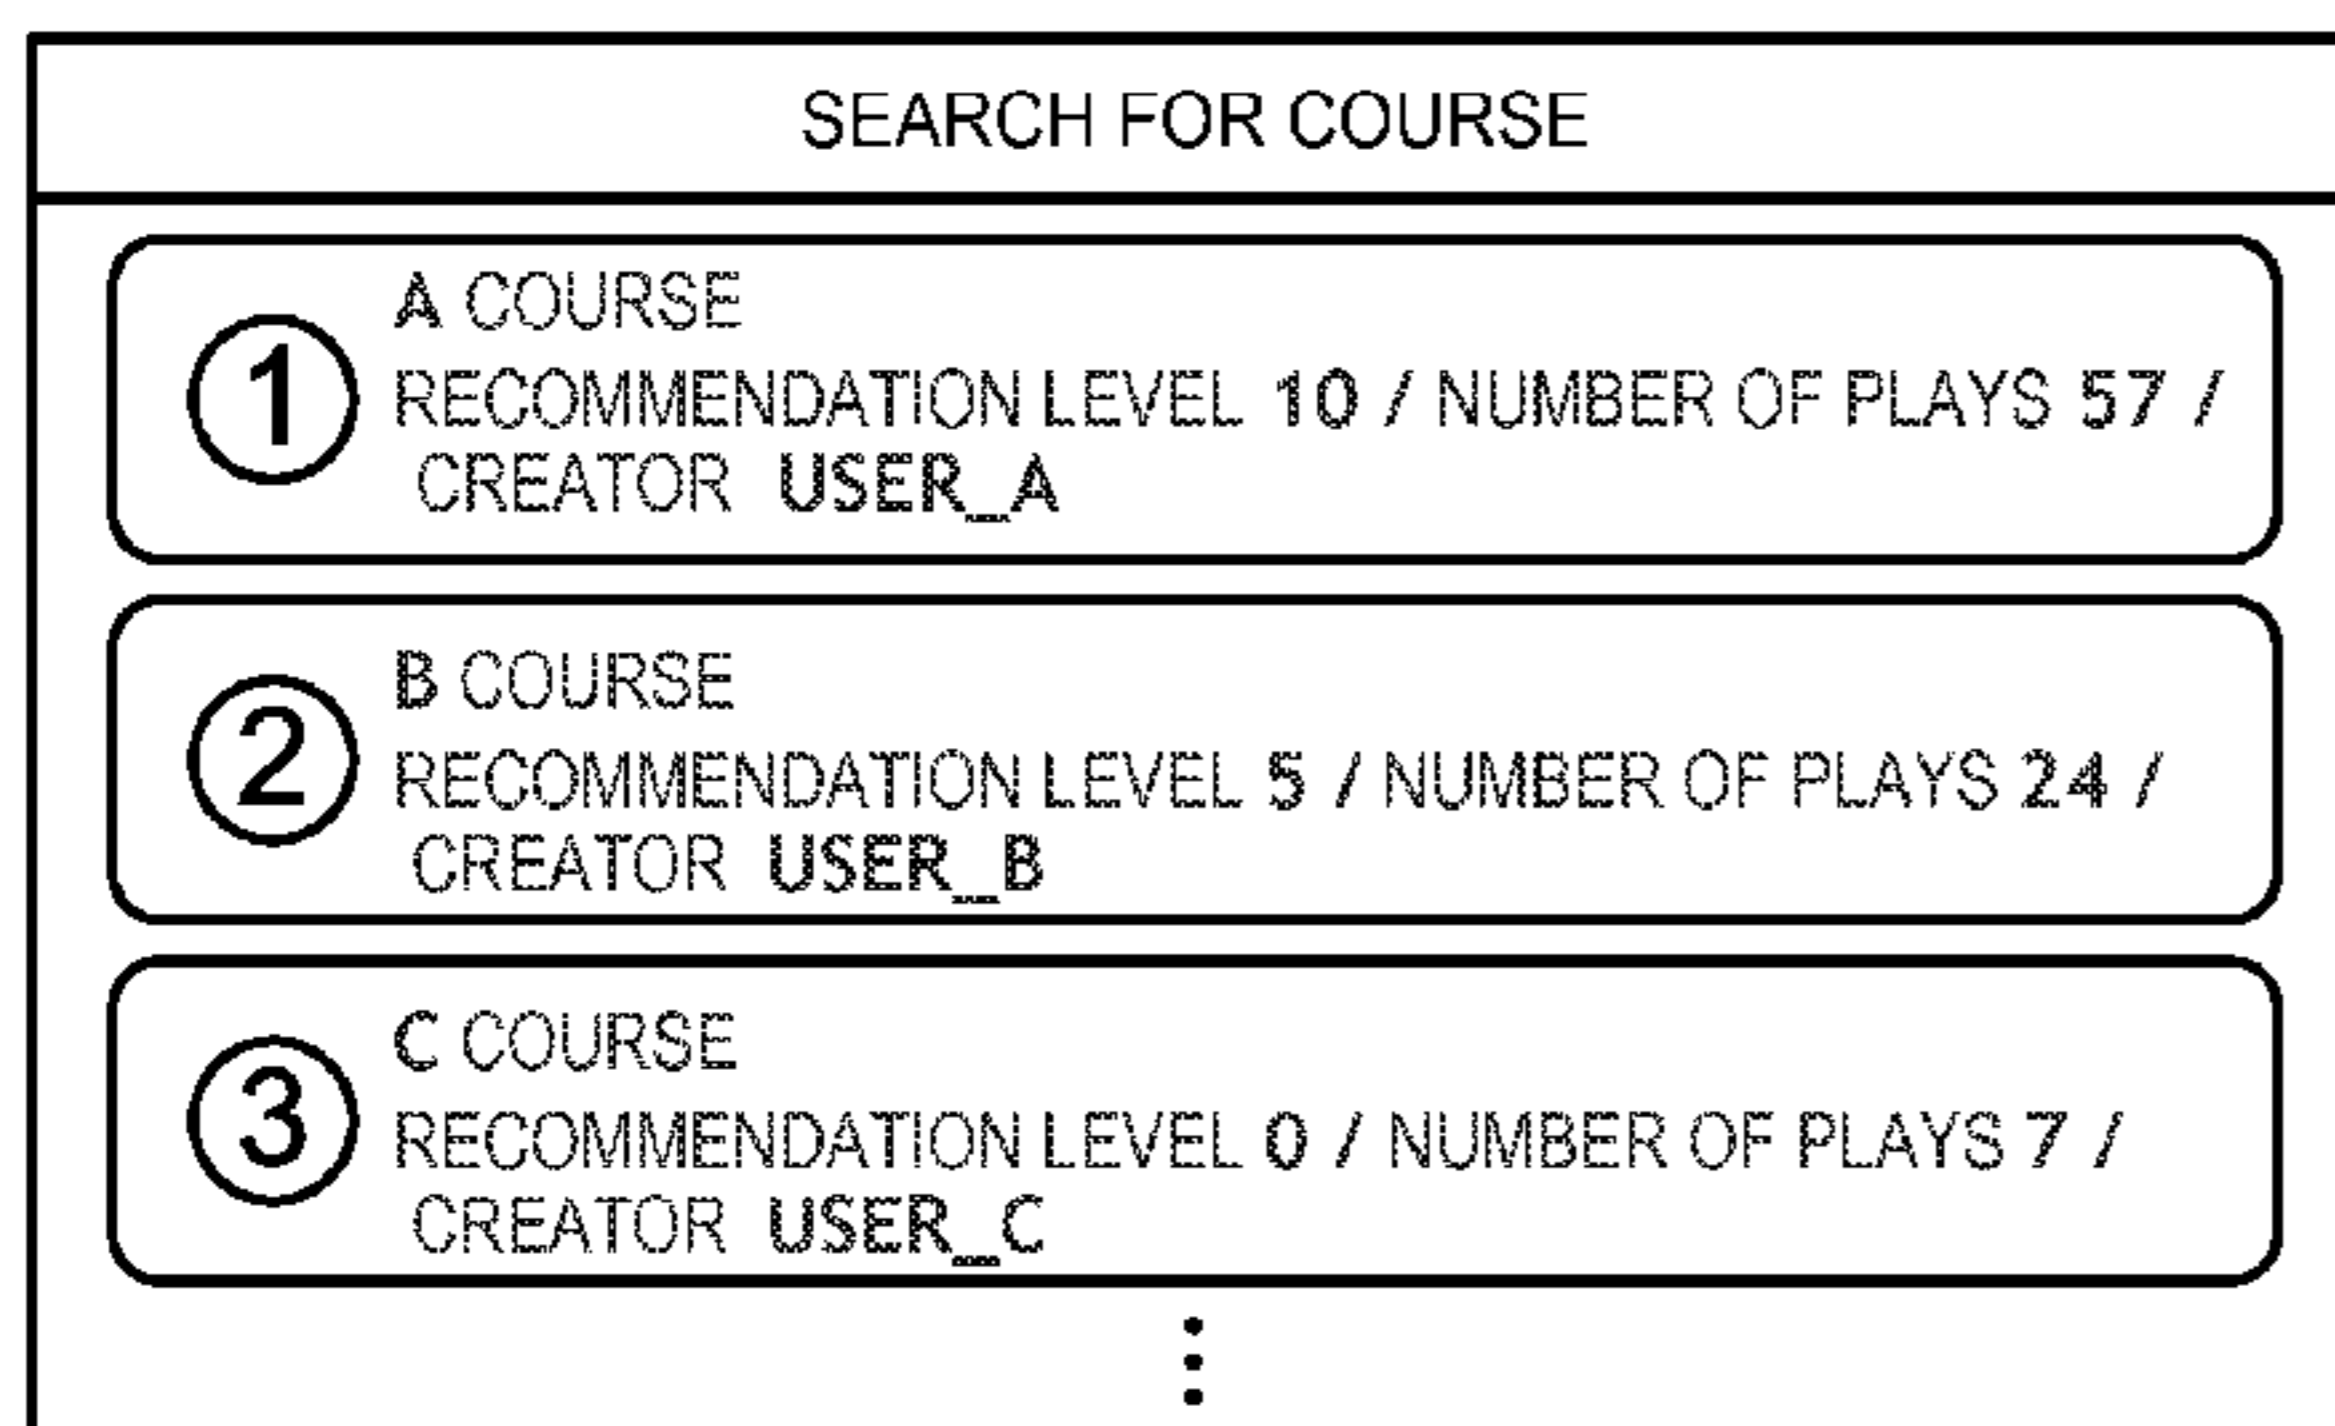 SEARCH FOR COURSE
1
A COURSE
RECOMMENDATION LEVEL 10 / NUMBER OF PLAYS 57 /
CREATOR USER_A
2
B COURSE
RECOMMENDATION LEVEL 5 / NUMBER OF PLAYS 24 /
CREATOR USER_B
3
C COURSE
RECOMMENDATION LEVEL 0 / NUMBER OF PLAYS 7 /
CREATOR USER_C